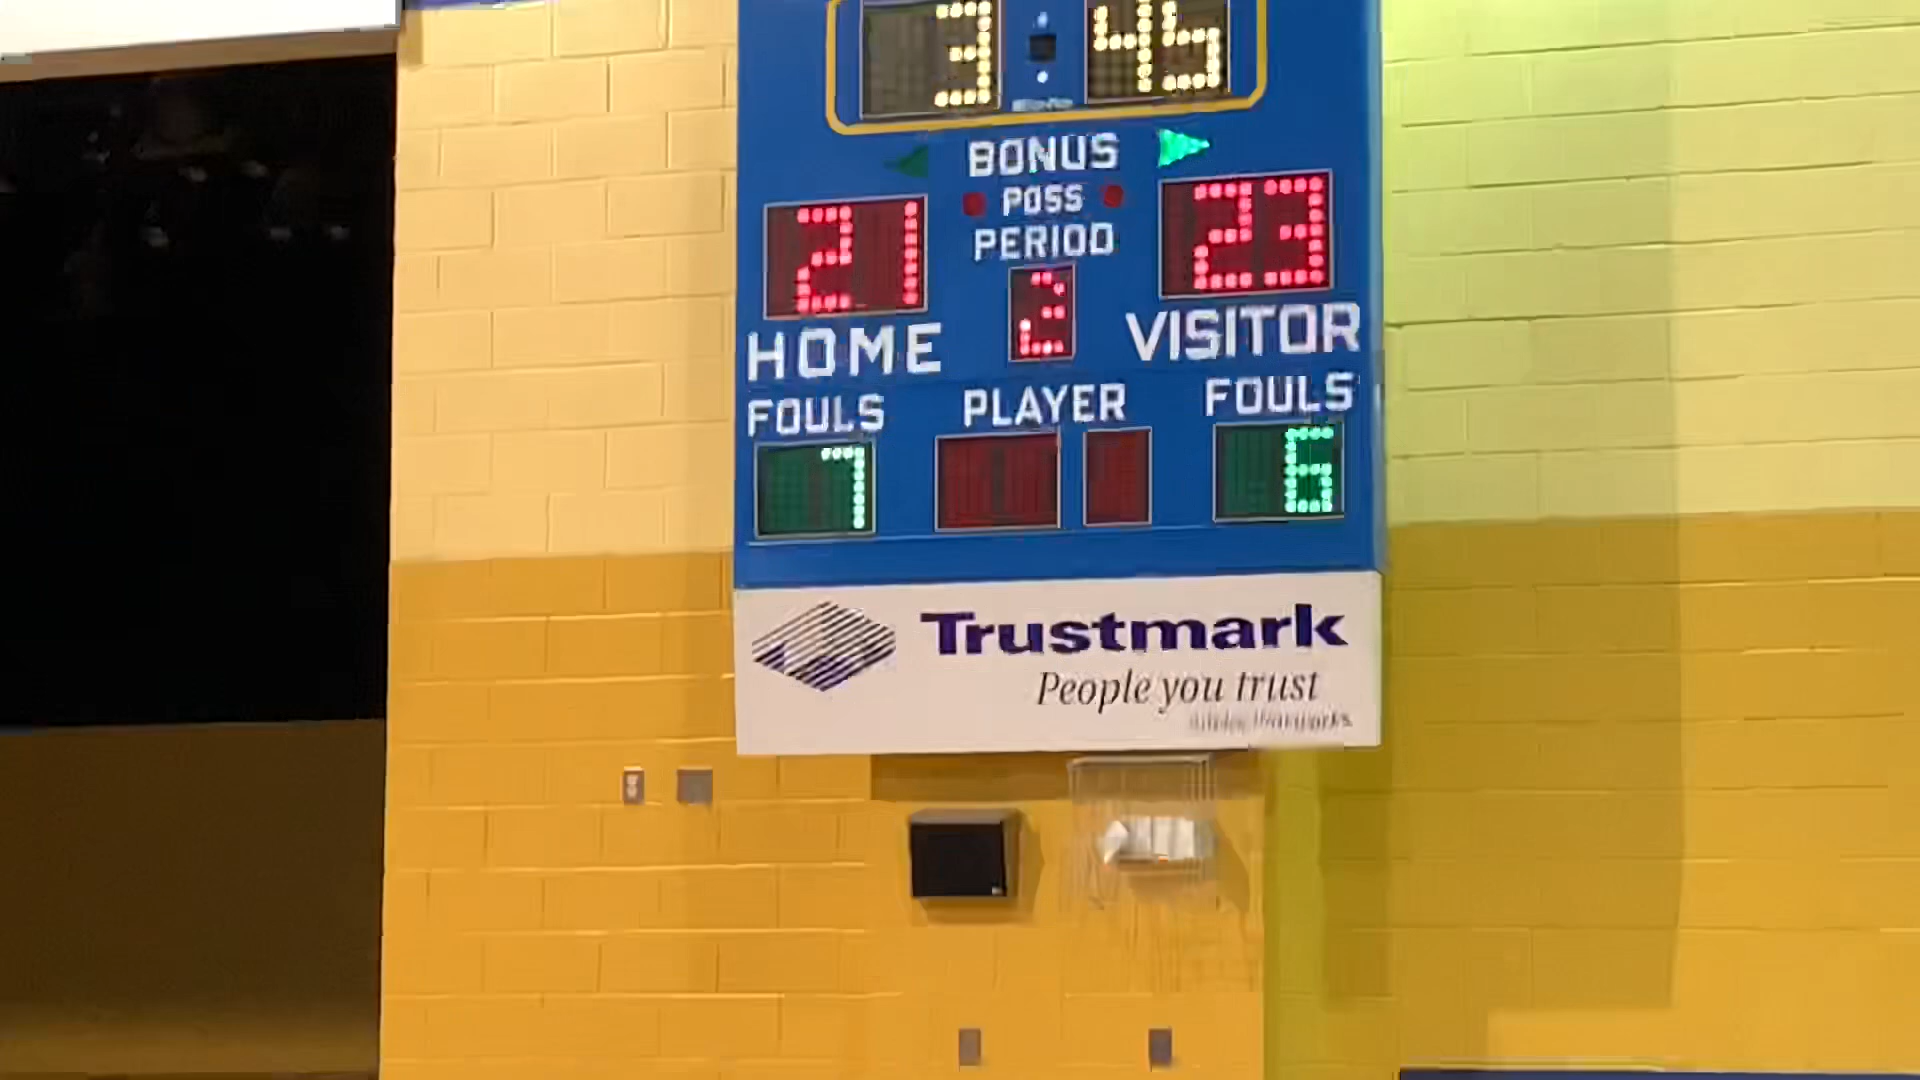 3:45
BONUS
POSS
21 PERIOD 23
2
HOME VISITOR
FOULS PLAYER FOULS
7 6
Trustmark
People you trust